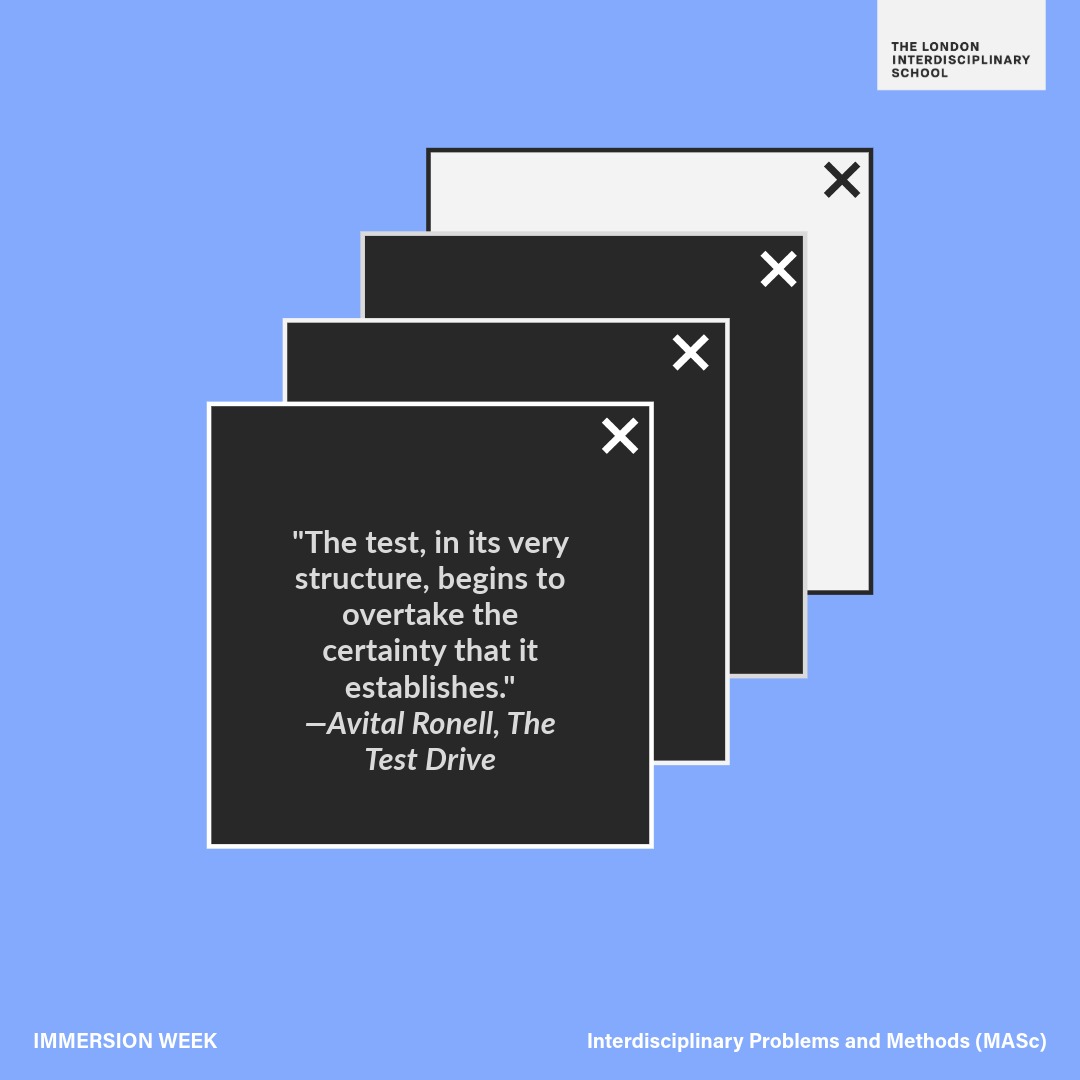 THE LONDON
INTERDISCIPLINARY
SCHOOL
"The test, in its very
structure, begins to
overtake the
certainty that it
establishes."
—Avital Ronell, The
Test Drive
IMMERSION WEEK
Interdisciplinary Problems and Methods (MASc)